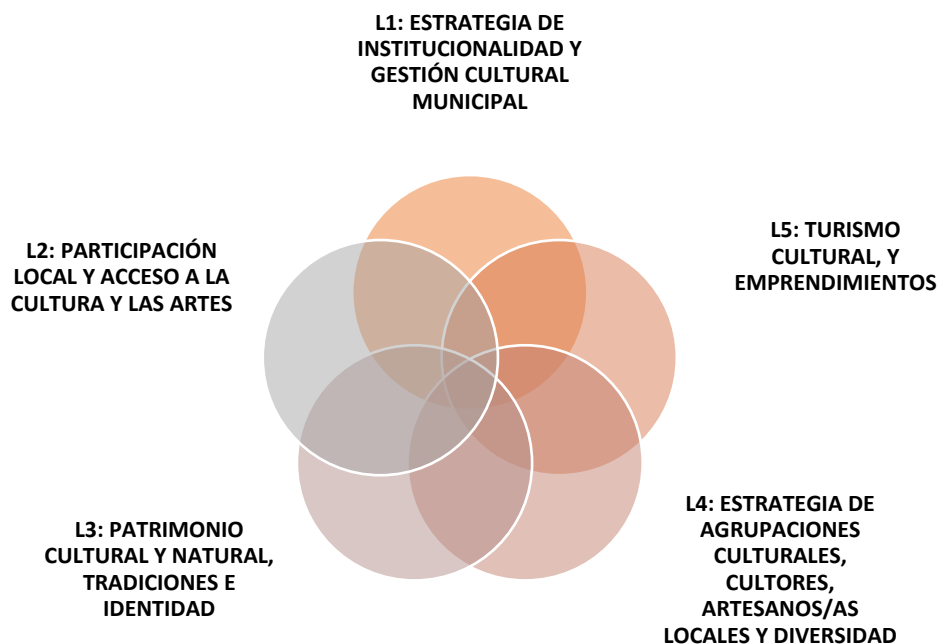 L1: ESTRATEGIA DE
INSTITUCIONALIDAD Y
GESTIÓN CULTURAL
MUNICIPAL
L2: PARTICIPACIÓN
LOCAL Y ACCESO A LA
CULTURA Y LAS ARTES
L5: TURISMO
CULTURAL, Y
EMPRENDIMIENTOS
L3: PATRIMONIO
CULTURAL Y NATURAL,
TRADICIONES E
IDENTIDAD
L4: ESTRATEGIA DE
AGRUPACIONES
CULTURALES,
CULTORES,
ARTESANOS/AS
LOCALES Y DIVERSIDAD